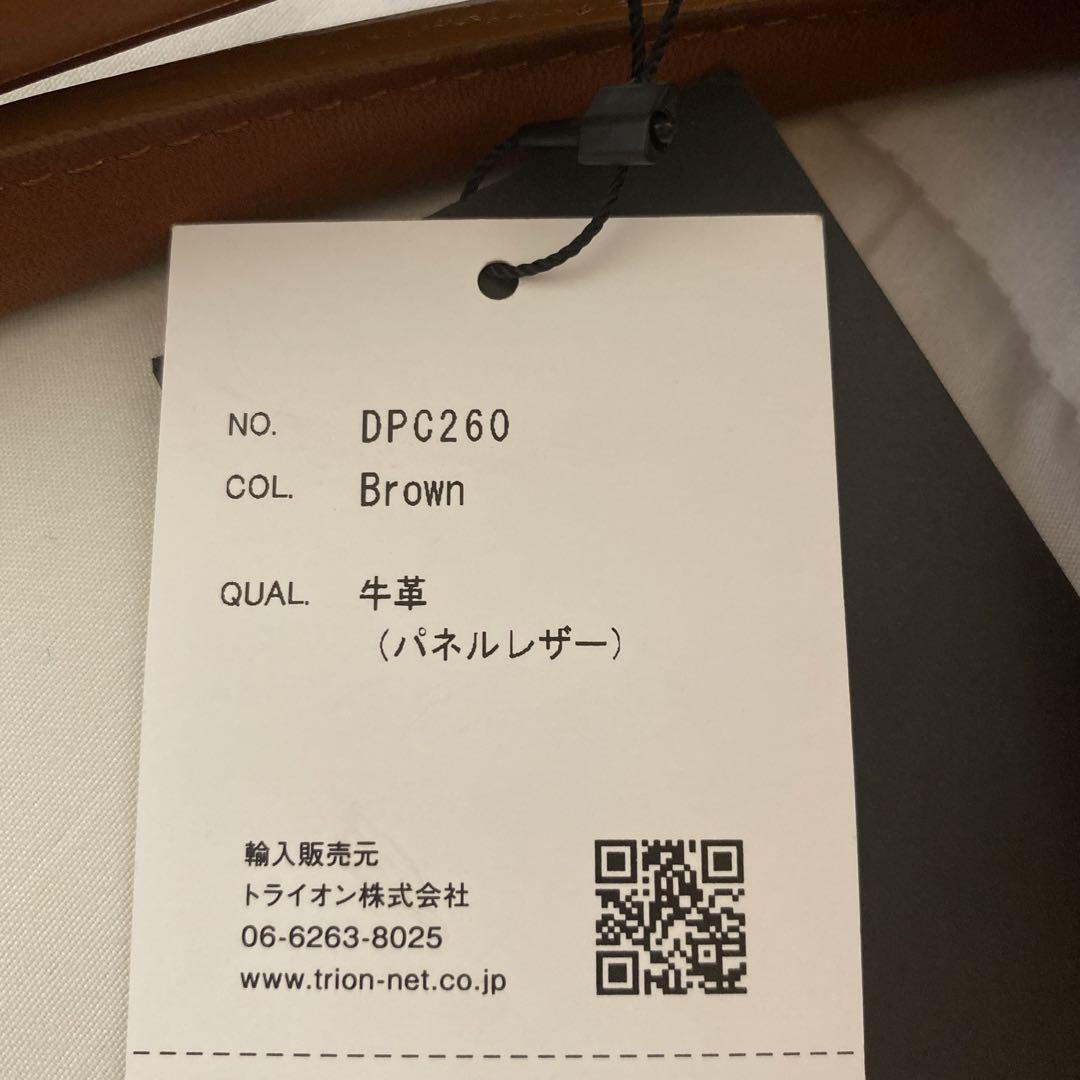 NO. DPC260
COL. Brown
QUAL. 牛革
（パネルレザー）
輸入販売元
トライオン株式会社
06-6263-8025
www.trion-net.co.jp